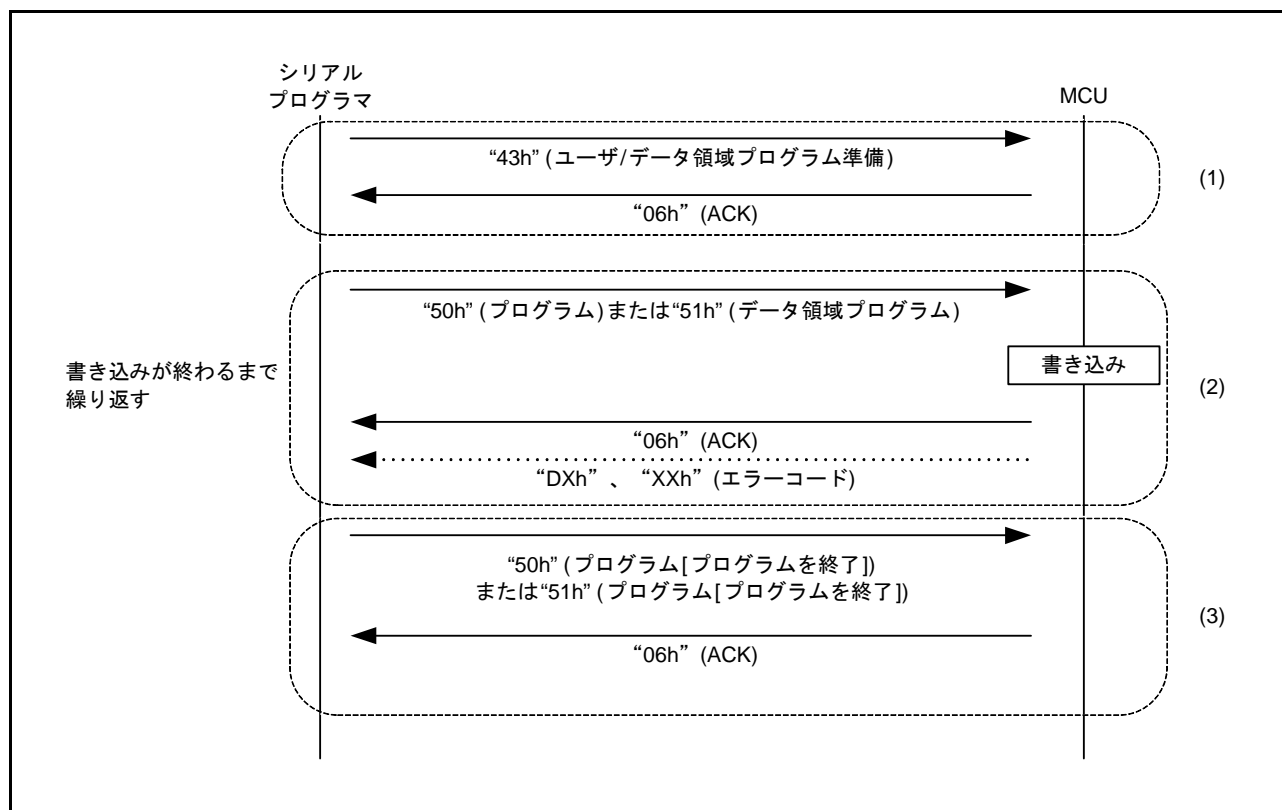 シリアル
プログラマ
MCU
“43h” (ユーザ/データ領域プログラム準備)
“06h” (ACK)
(1)
“50h” (プログラム)または“51h” (データ領域プログラム)
書き込み
書き込みが終わるまで
繰り返す
(2)
“06h” (ACK)
“DXh” 、 “XXh” (エラーコード)
“50h” (プログラム[プログラムを終了])
または“51h” (プログラム[プログラムを終了])
(3)
“06h” (ACK)